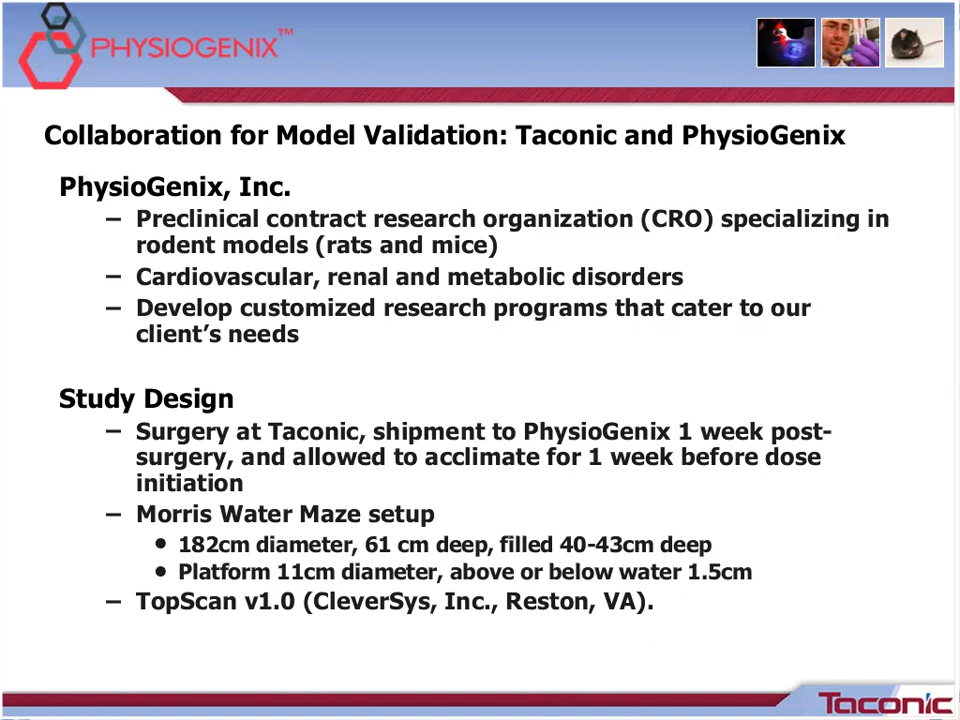 PHYSIOGENIX™
Collaboration for Model Validation: Taconic and PhysioGenix
PhysioGenix, Inc.
– Preclinical contract research organization (CRO) specializing in
rodent models (rats and mice)
– Cardiovascular, renal and metabolic disorders
– Develop customized research programs that cater to our
client’s needs
Study Design
– Surgery at Taconic, shipment to PhysioGenix 1 week post-
surgery, and allowed to acclimate for 1 week before dose
initiation
– Morris Water Maze setup
• 182cm diameter, 61 cm deep, filled 40-43cm deep
• Platform 11cm diameter, above or below water 1.5cm
– TopScan v1.0 (CleverSys, Inc., Reston, VA).
Taconic